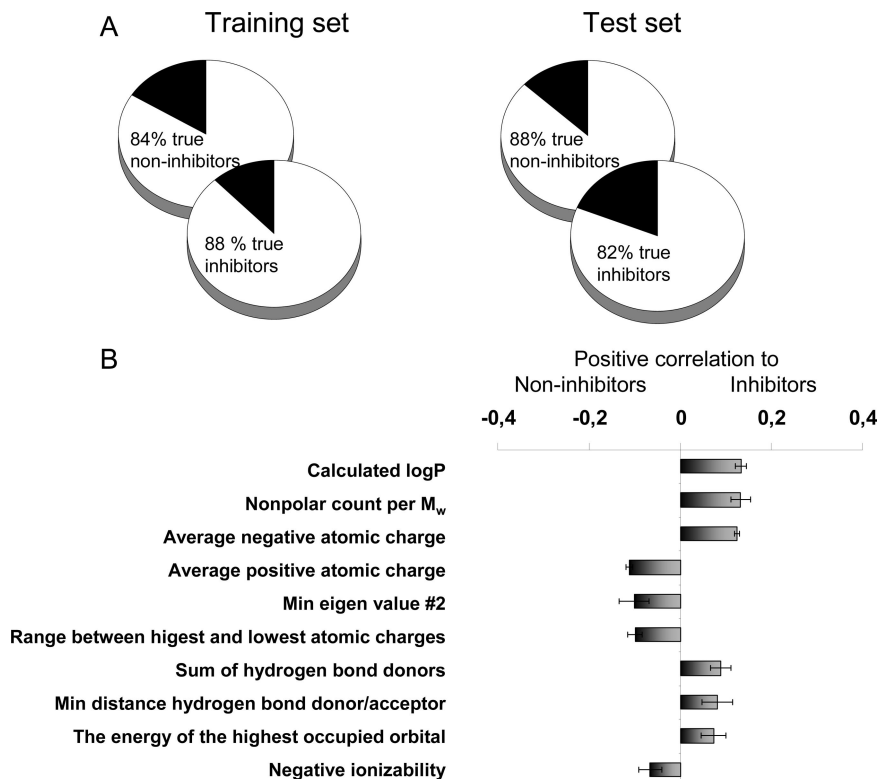 A
Training set
Test set
84% true
non-inhibitors
88 % true
inhibitors
88% true
non-inhibitors
82% true
inhibitors
B
Positive correlation to
Non-inhibitors
Inhibitors
-0,4
-0,2
0
0,2
0,4
Calculated logP
Nonpolar count per Mw
Average negative atomic charge
Average positive atomic charge
Min eigen value #2
Range between higest and lowest atomic charges
Sum of hydrogen bond donors
Min distance hydrogen bond donor/acceptor
The energy of the highest occupied orbital
Negative ionizability